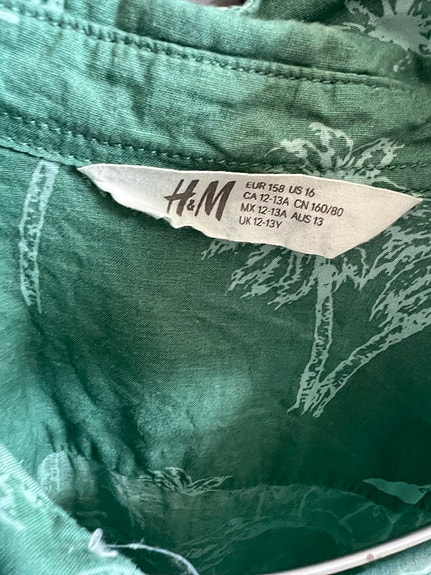 H&M
EUR 158 US 16
CA 12-13A CN 160/80
MX 12-13A AUS 13
UK 12-13Y